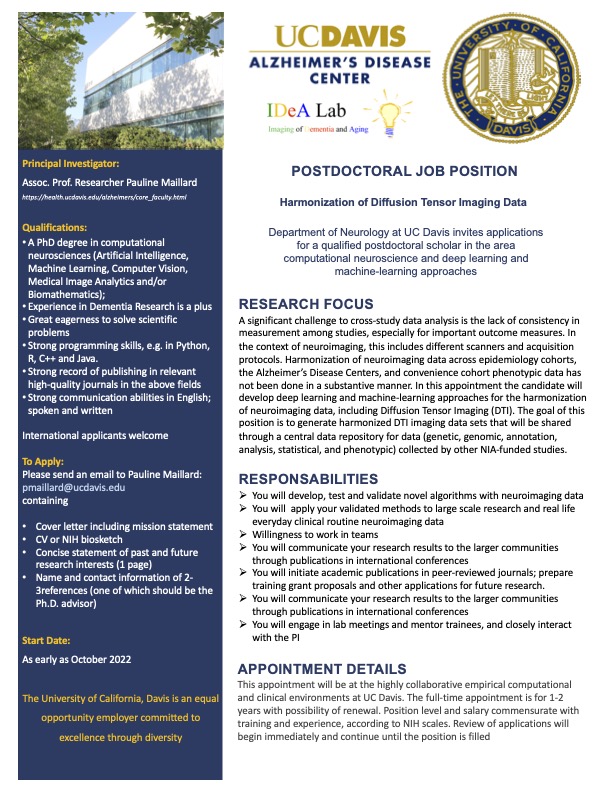 UCDAVIS
ALZHEIMER'S DISEASE
CENTER
IDeA Lab
Imaging of Dementia and Aging
THE UNIVERSITY OF CALIFORNIA
DAVIS
Principal Investigator:
Assoc. Prof. Researcher Pauline Maillard
https://health.ucdavis.edu/alzheimers/core_faculty.html
Qualifications:
• A PhD degree in computational
neurosciences (Artificial Intelligence,
Machine Learning, Computer Vision,
Medical Image Analytics and/or
Biomathematics);
• Experience in Dementia Research is a plus
• Great eagerness to solve scientific
problems
• Strong programming skills, e.g. in Python,
R, C++ and Java.
• Strong record of publishing in relevant
high-quality journals in the above fields
• Strong communication abilities in English;
spoken and written
International applicants welcome
To Apply:
Please send an email to Pauline Maillard:
pmaillard@ucdavis.edu
containing
• Cover letter including mission statement
• CV or NIH biosketch
• Concise statement of past and future
research interests (1 page)
• Name and contact information of 2-
3references (one of which should be the
Ph.D. advisor)
Start Date:
As early as October 2022
The University of California, Davis is an equal
opportunity employer committed to
excellence through diversity
POSTDOCTORAL JOB POSITION
Harmonization of Diffusion Tensor Imaging Data
Department of Neurology at UC Davis invites applications
for a qualified postdoctoral scholar in the area
computational neuroscience and deep learning and
machine-learning approaches
RESEARCH FOCUS
A significant challenge to cross-study data analysis is the lack of consistency in
measurement among studies, especially for important outcome measures. In
the context of neuroimaging, this includes different scanners and acquisition
protocols. Harmonization of neuroimaging data across epidemiology cohorts,
the Alzheimer's Disease Centers, and convenience cohort phenotypic data has
not been done in a substantive manner. In this appointment the candidate will
develop deep learning and machine-learning approaches for the harmonization
of neuroimaging data, including Diffusion Tensor Imaging (DTI). The goal of this
position is to generate harmonized DTI imaging data sets that will be shared
through a central data repository for data (genetic, genomic, annotation,
analysis, statistical, and phenotypic) collected by other NIA-funded studies.
RESPONSABILITIES
➢ You will develop, test and validate novel algorithms with neuroimaging data
➢ You will apply your validated methods to large scale research and real life
everyday clinical routine neuroimaging data
➢ Willingness to work in teams
➢ You will communicate your research results to the larger communities
through publications in international conferences
➢ You will initiate academic publications in peer-reviewed journals; prepare
training grant proposals and other applications for future research.
➢ You will communicate your research results to the larger communities
through publications in international conferences
➢ You will engage in lab meetings and mentor trainees, and closely interact
with the PI
APPOINTMENT DETAILS
This appointment will be at the highly collaborative empirical computational
and clinical environments at UC Davis. The full-time appointment is for 1-2
years with possibility of renewal. Position level and salary commensurate with
training and experience, according to NIH scales. Review of applications will
begin immediately and continue until the position is filled